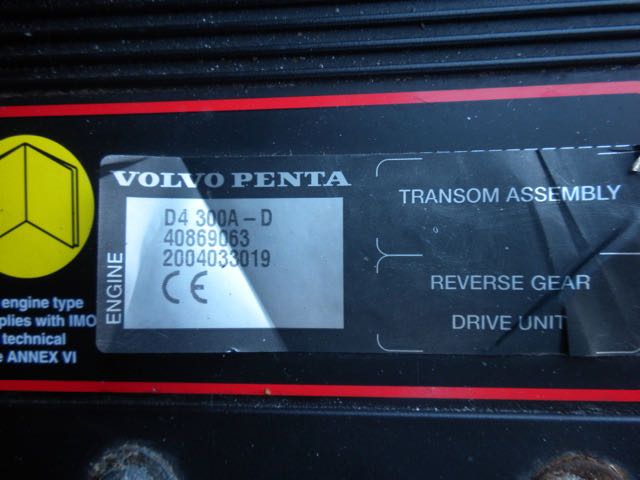 VOLVO PENTA
ENGINE
D4 300A-D
40869063
2004033019
CE
TRANSOM ASSEMBLY
REVERSE GEAR
DRIVE UNIT
engine type
plies with IMO
technical
ANNEX VI